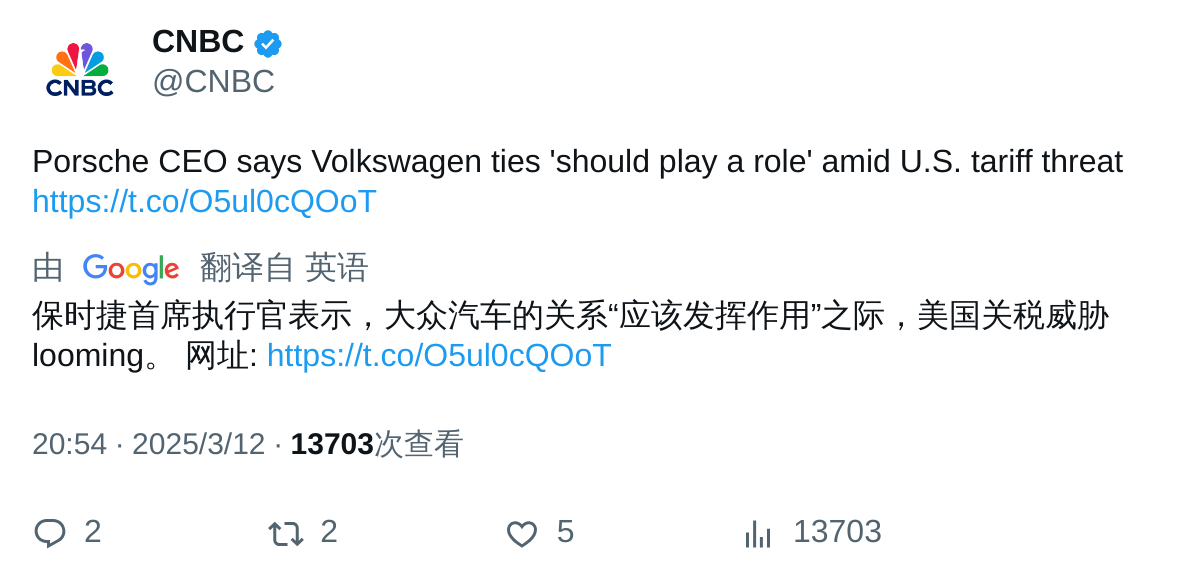 CNBC
CNBC
@CNBC
Porsche CEO says Volkswagen ties 'should play a role' amid U.S. tariff threat
https://t.co/O5ul0cQOoT
由 Google 翻译自 英语
保时捷首席执行官表示，大众汽车的关系“应该发挥作用”之际，美国关税威胁
looming。 网址: https://t.co/O5ul0cQOoT
20:54 · 2025/3/12 · 13703次查看
2 2 5 13703